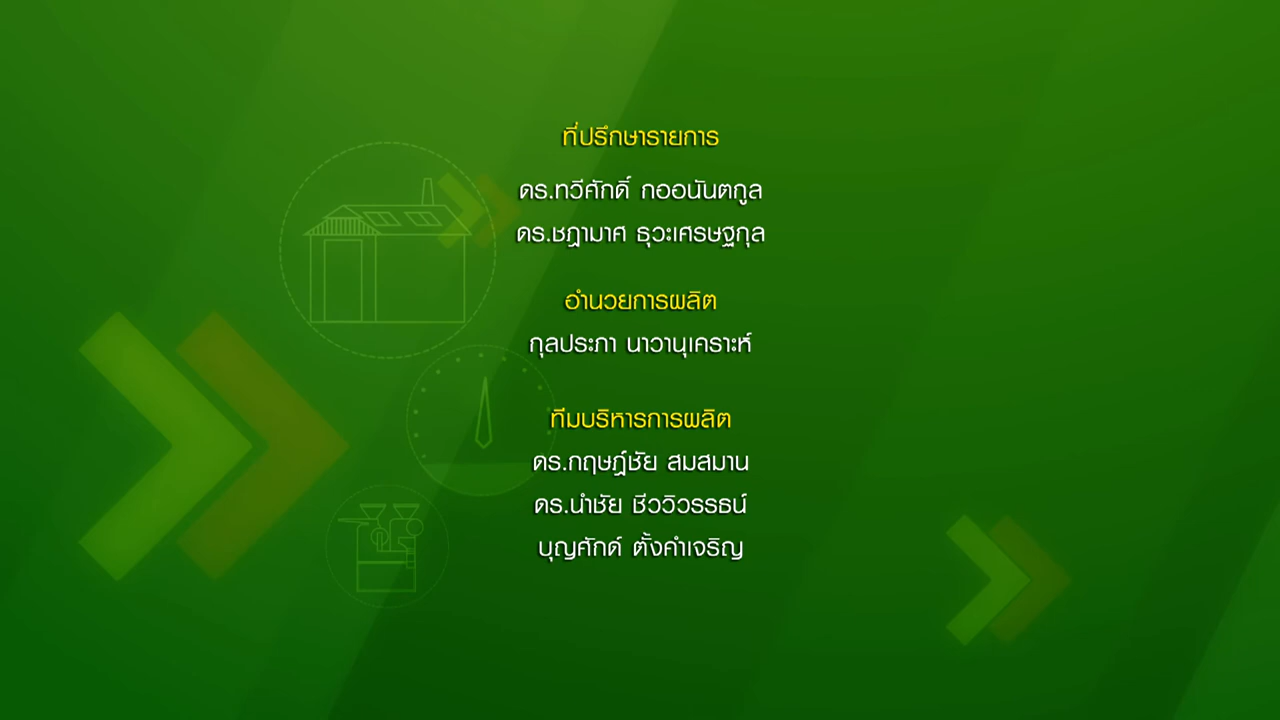 ที่ปรึกษารายการ
ดร.ทวีศักดิ์ กออนันตกูล
ดร.ชฎามาศ ธุวะเศรษฐกุล
อำนวยการผลิต
กุลประภา นาวานุเคราะห์
ทีมบริหารการผลิต
ดร.กฤษฎ์ชัย สมสมาน
ดร.นำชัย ชีววิวรรธน์
บุญศักดิ์ ตั้งคำเจริญ